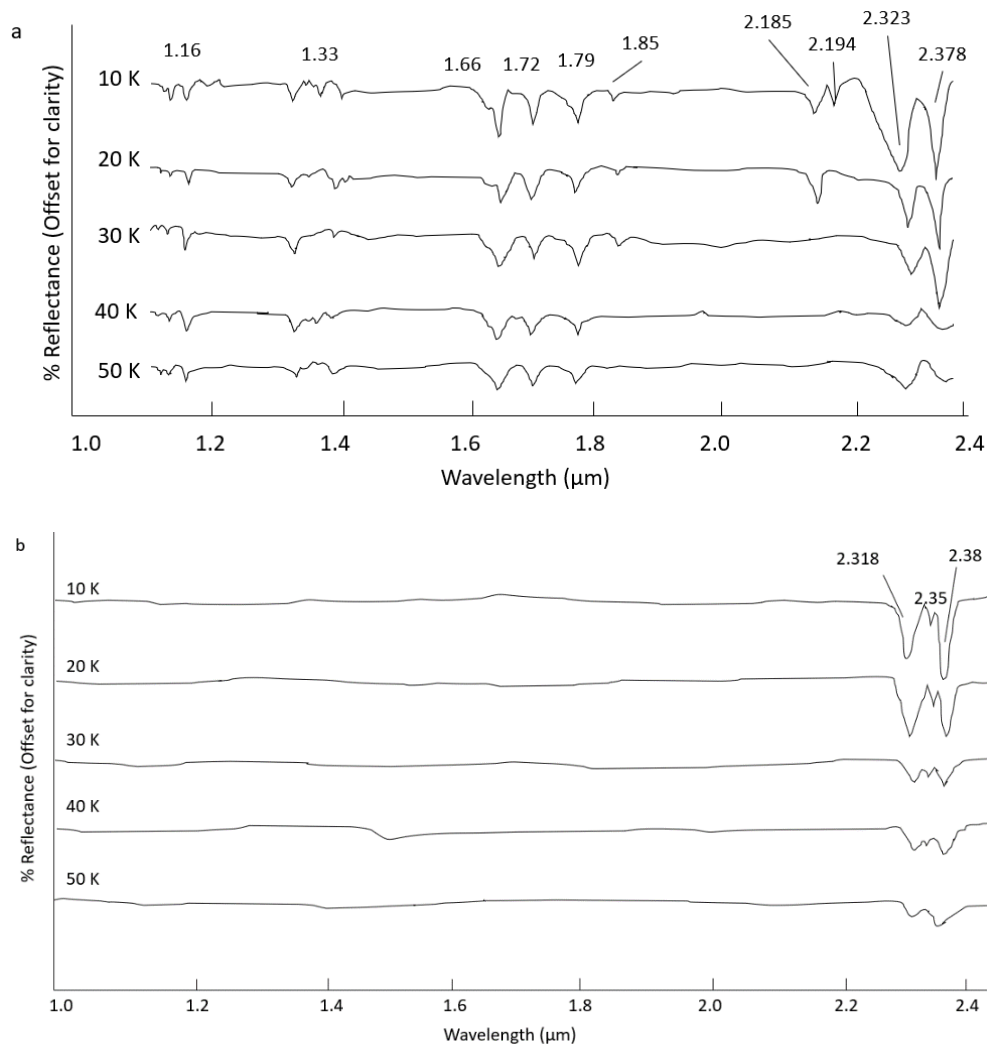 a
1.16
1.33
1.66
1.72
1.79
1.85
2.185
2.194
2.323
2.378
10 K
20 K
30 K
40 K
50 K
% Reflectance (Offset for clarity)
1.0 1.2 1.4 1.6 1.8 2.0 2.2 2.4
Wavelength (µm)
b
2.318
2.35
2.38
10 K
20 K
30 K
40 K
50 K
% Reflectance (Offset for clarity)
1.0 1.2 1.4 1.6 1.8 2.0 2.2 2.4
Wavelength (µm)